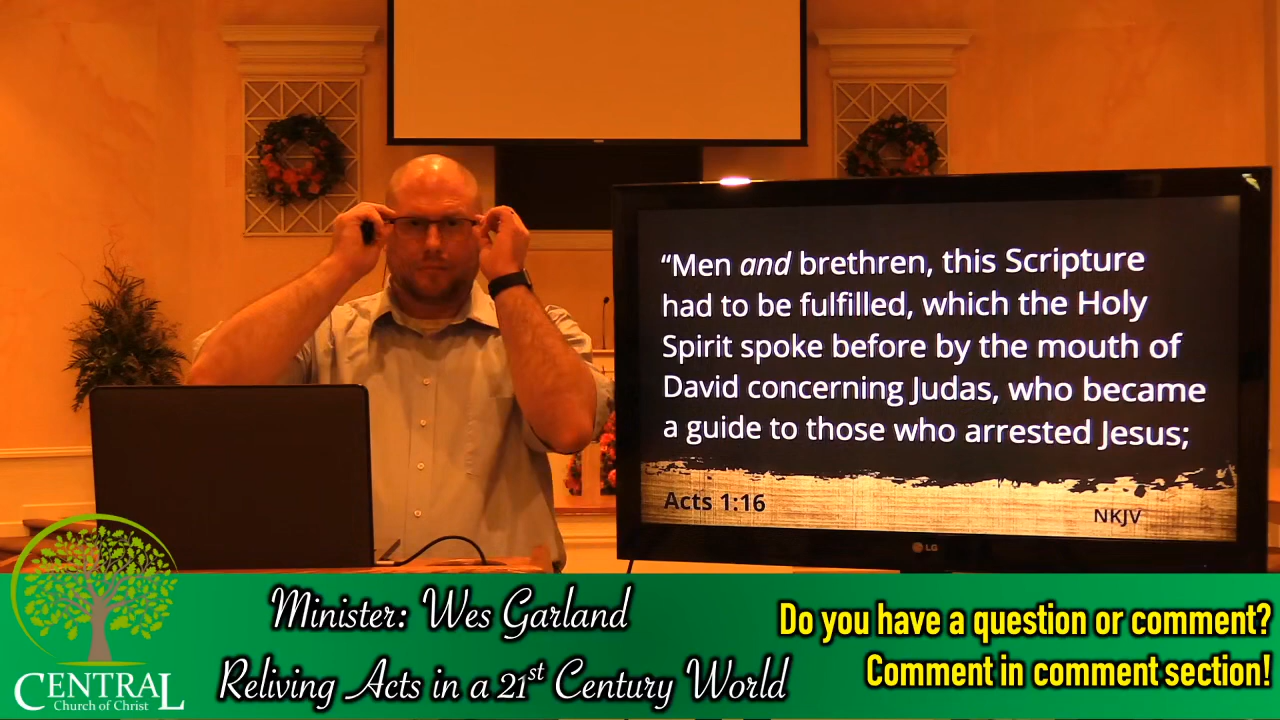 “Men and brethren, this Scripture
had to be fulfilled, which the Holy
Spirit spoke before by the mouth of
David concerning Judas, who became
a guide to those who arrested Jesus;
Acts 1:16
NKJV
LG
Minister: Wes Garland
Reliving Acts in a 21st Century World
Do you have a question or comment?
Comment in comment section!
CENTRAL
Church of Christ